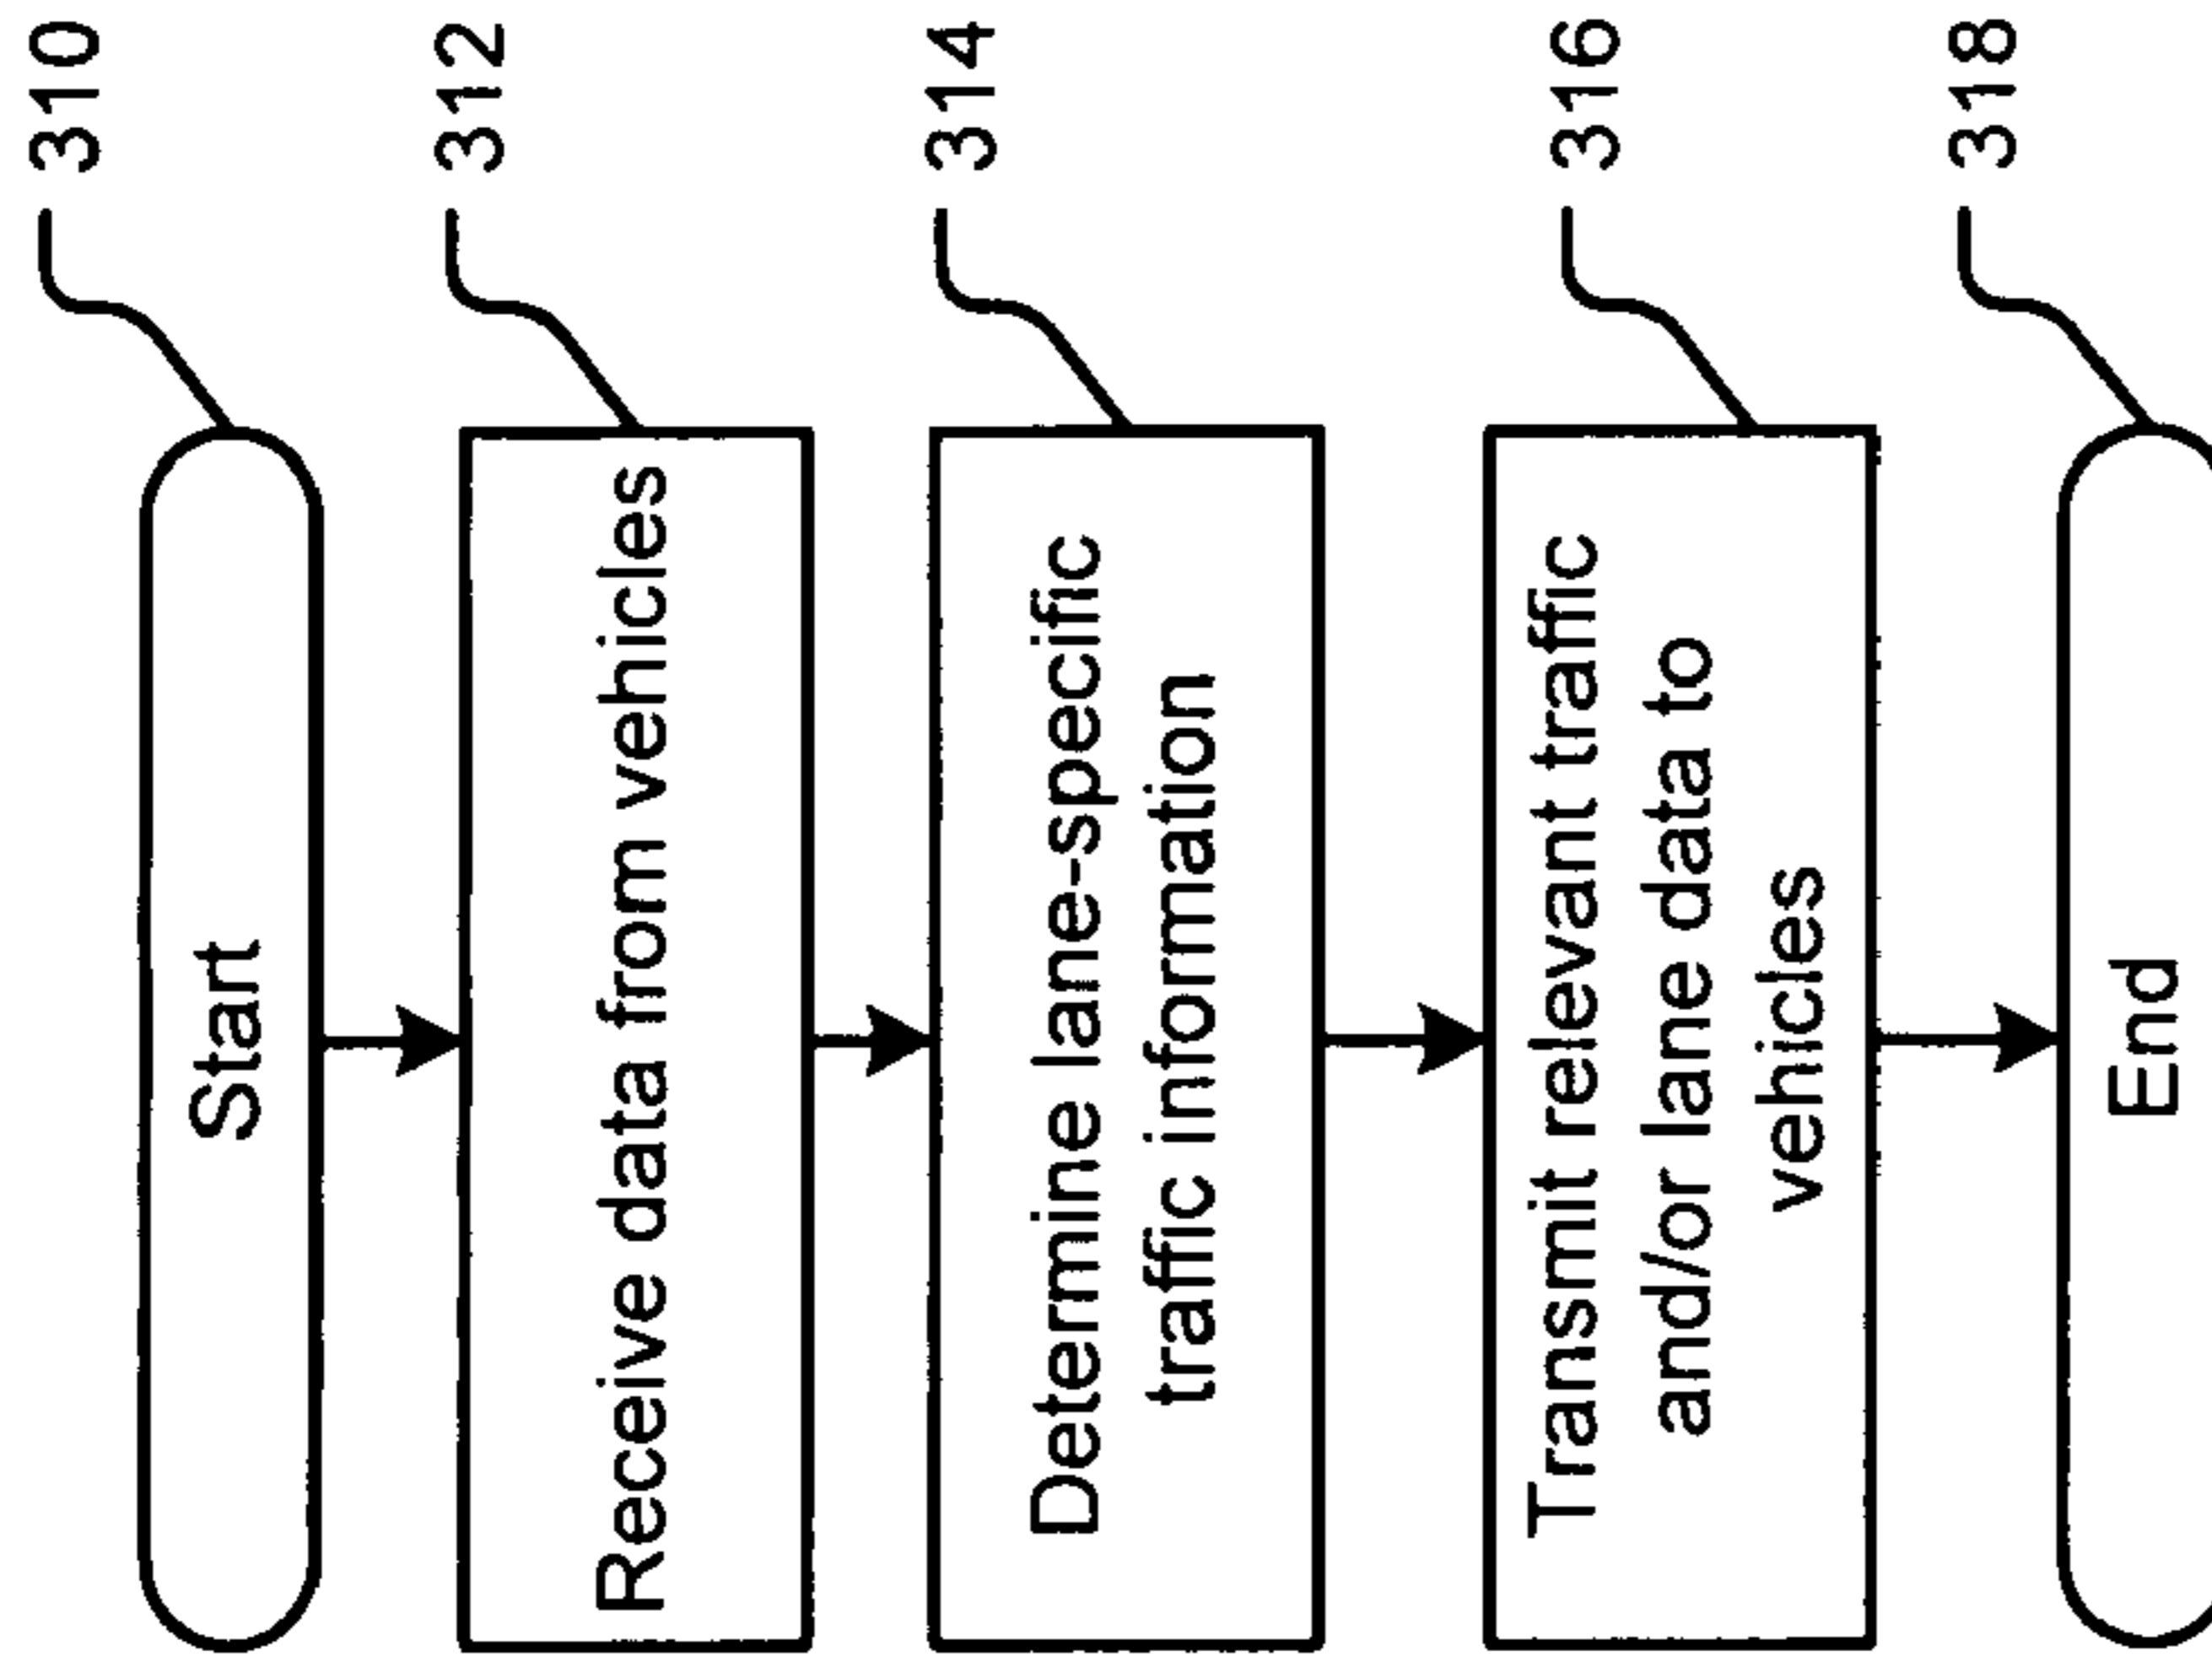 Start
310
Receive data from vehicles
312
Determine lane-specific
traffic information
314
Transmit relevant traffic
and/or lane data to
vehicles
316
End
318